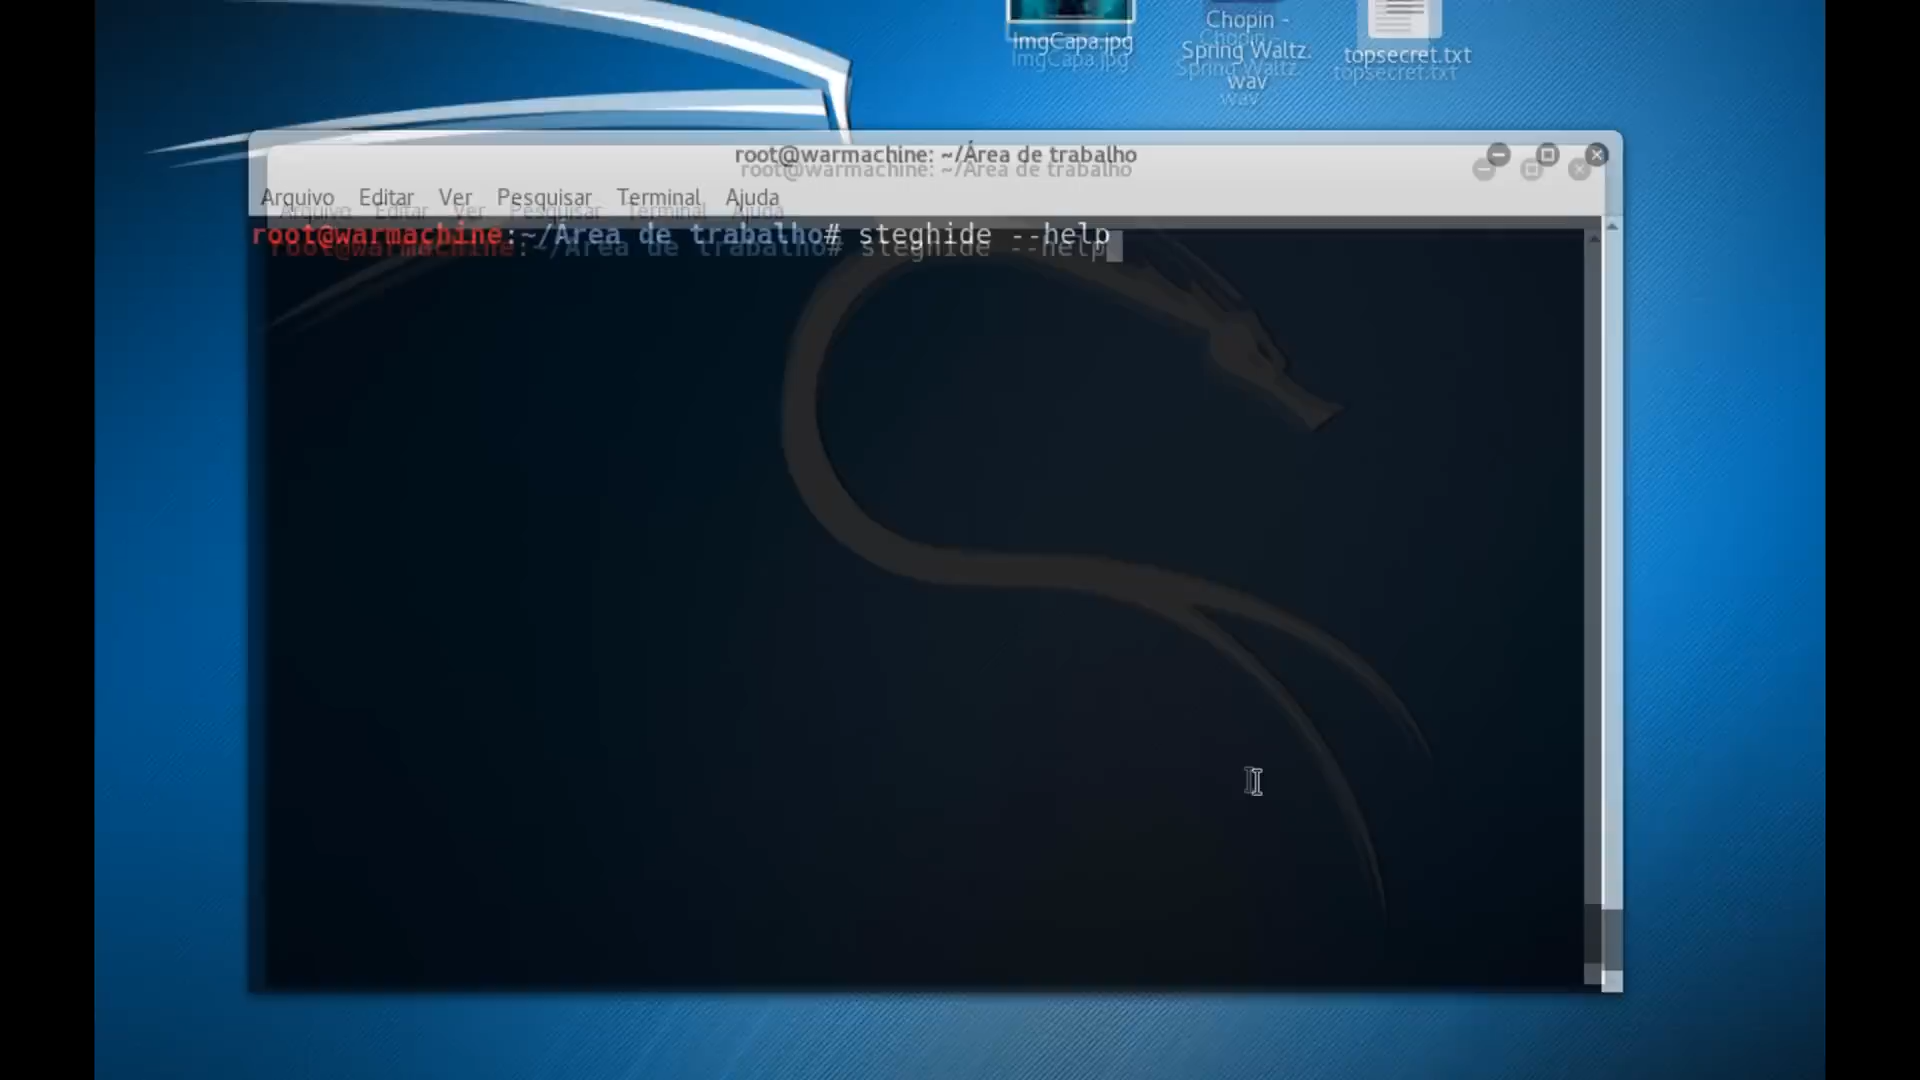 ImgCapa.jpg
Chopin -
Spring Waltz.
wav
topsecret.txt
root@warmachine: ~/Área de trabalho
Arquivo Editar Ver Pesquisar Terminal Ajuda
root@warmachine:~/Área de trabalho# steghide --help